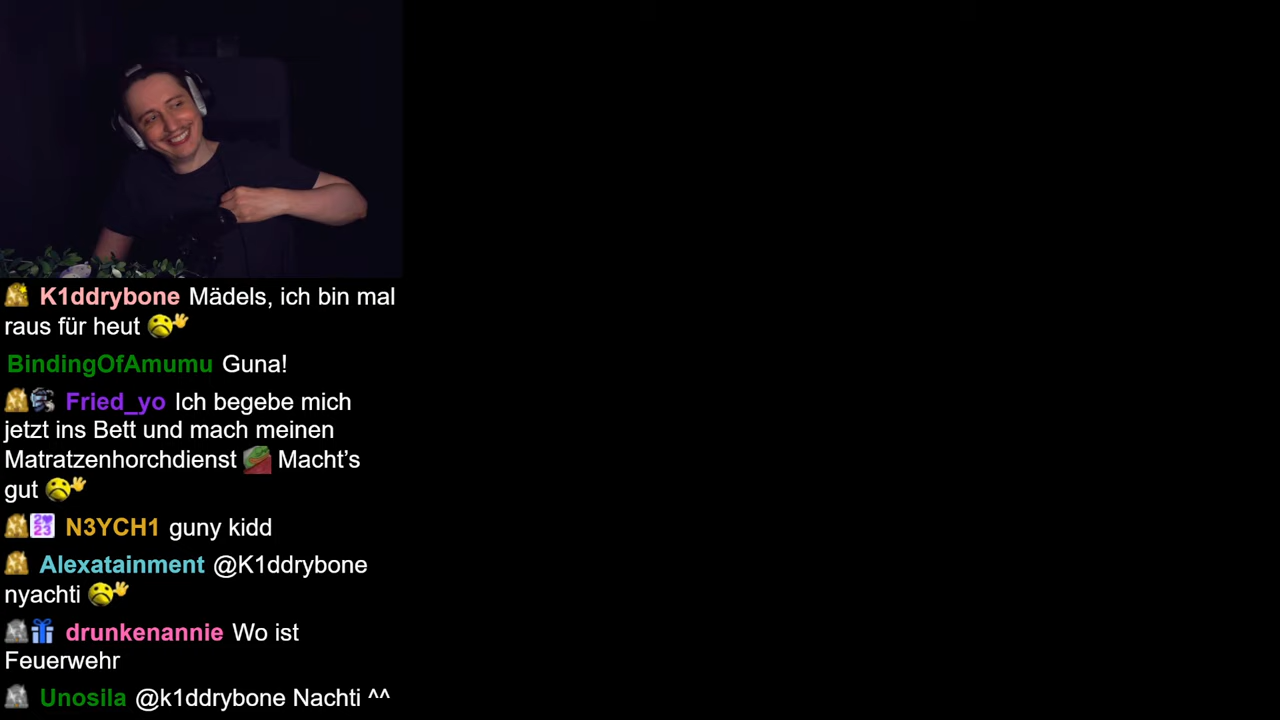 K1ddrybone Mädels, ich bin mal
raus für heut
BindingOfAmumu Guna!
Fried_yo Ich begebe mich
jetzt ins Bett und mach meinen
Matratzenhorchdienst Macht's
gut
2023 N3YCH1 guny kidd
Alexatainment @K1ddrybone
nyachti
drunkenannie Wo ist
Feuerwehr
Unosila @k1ddrybone Nachti ^^